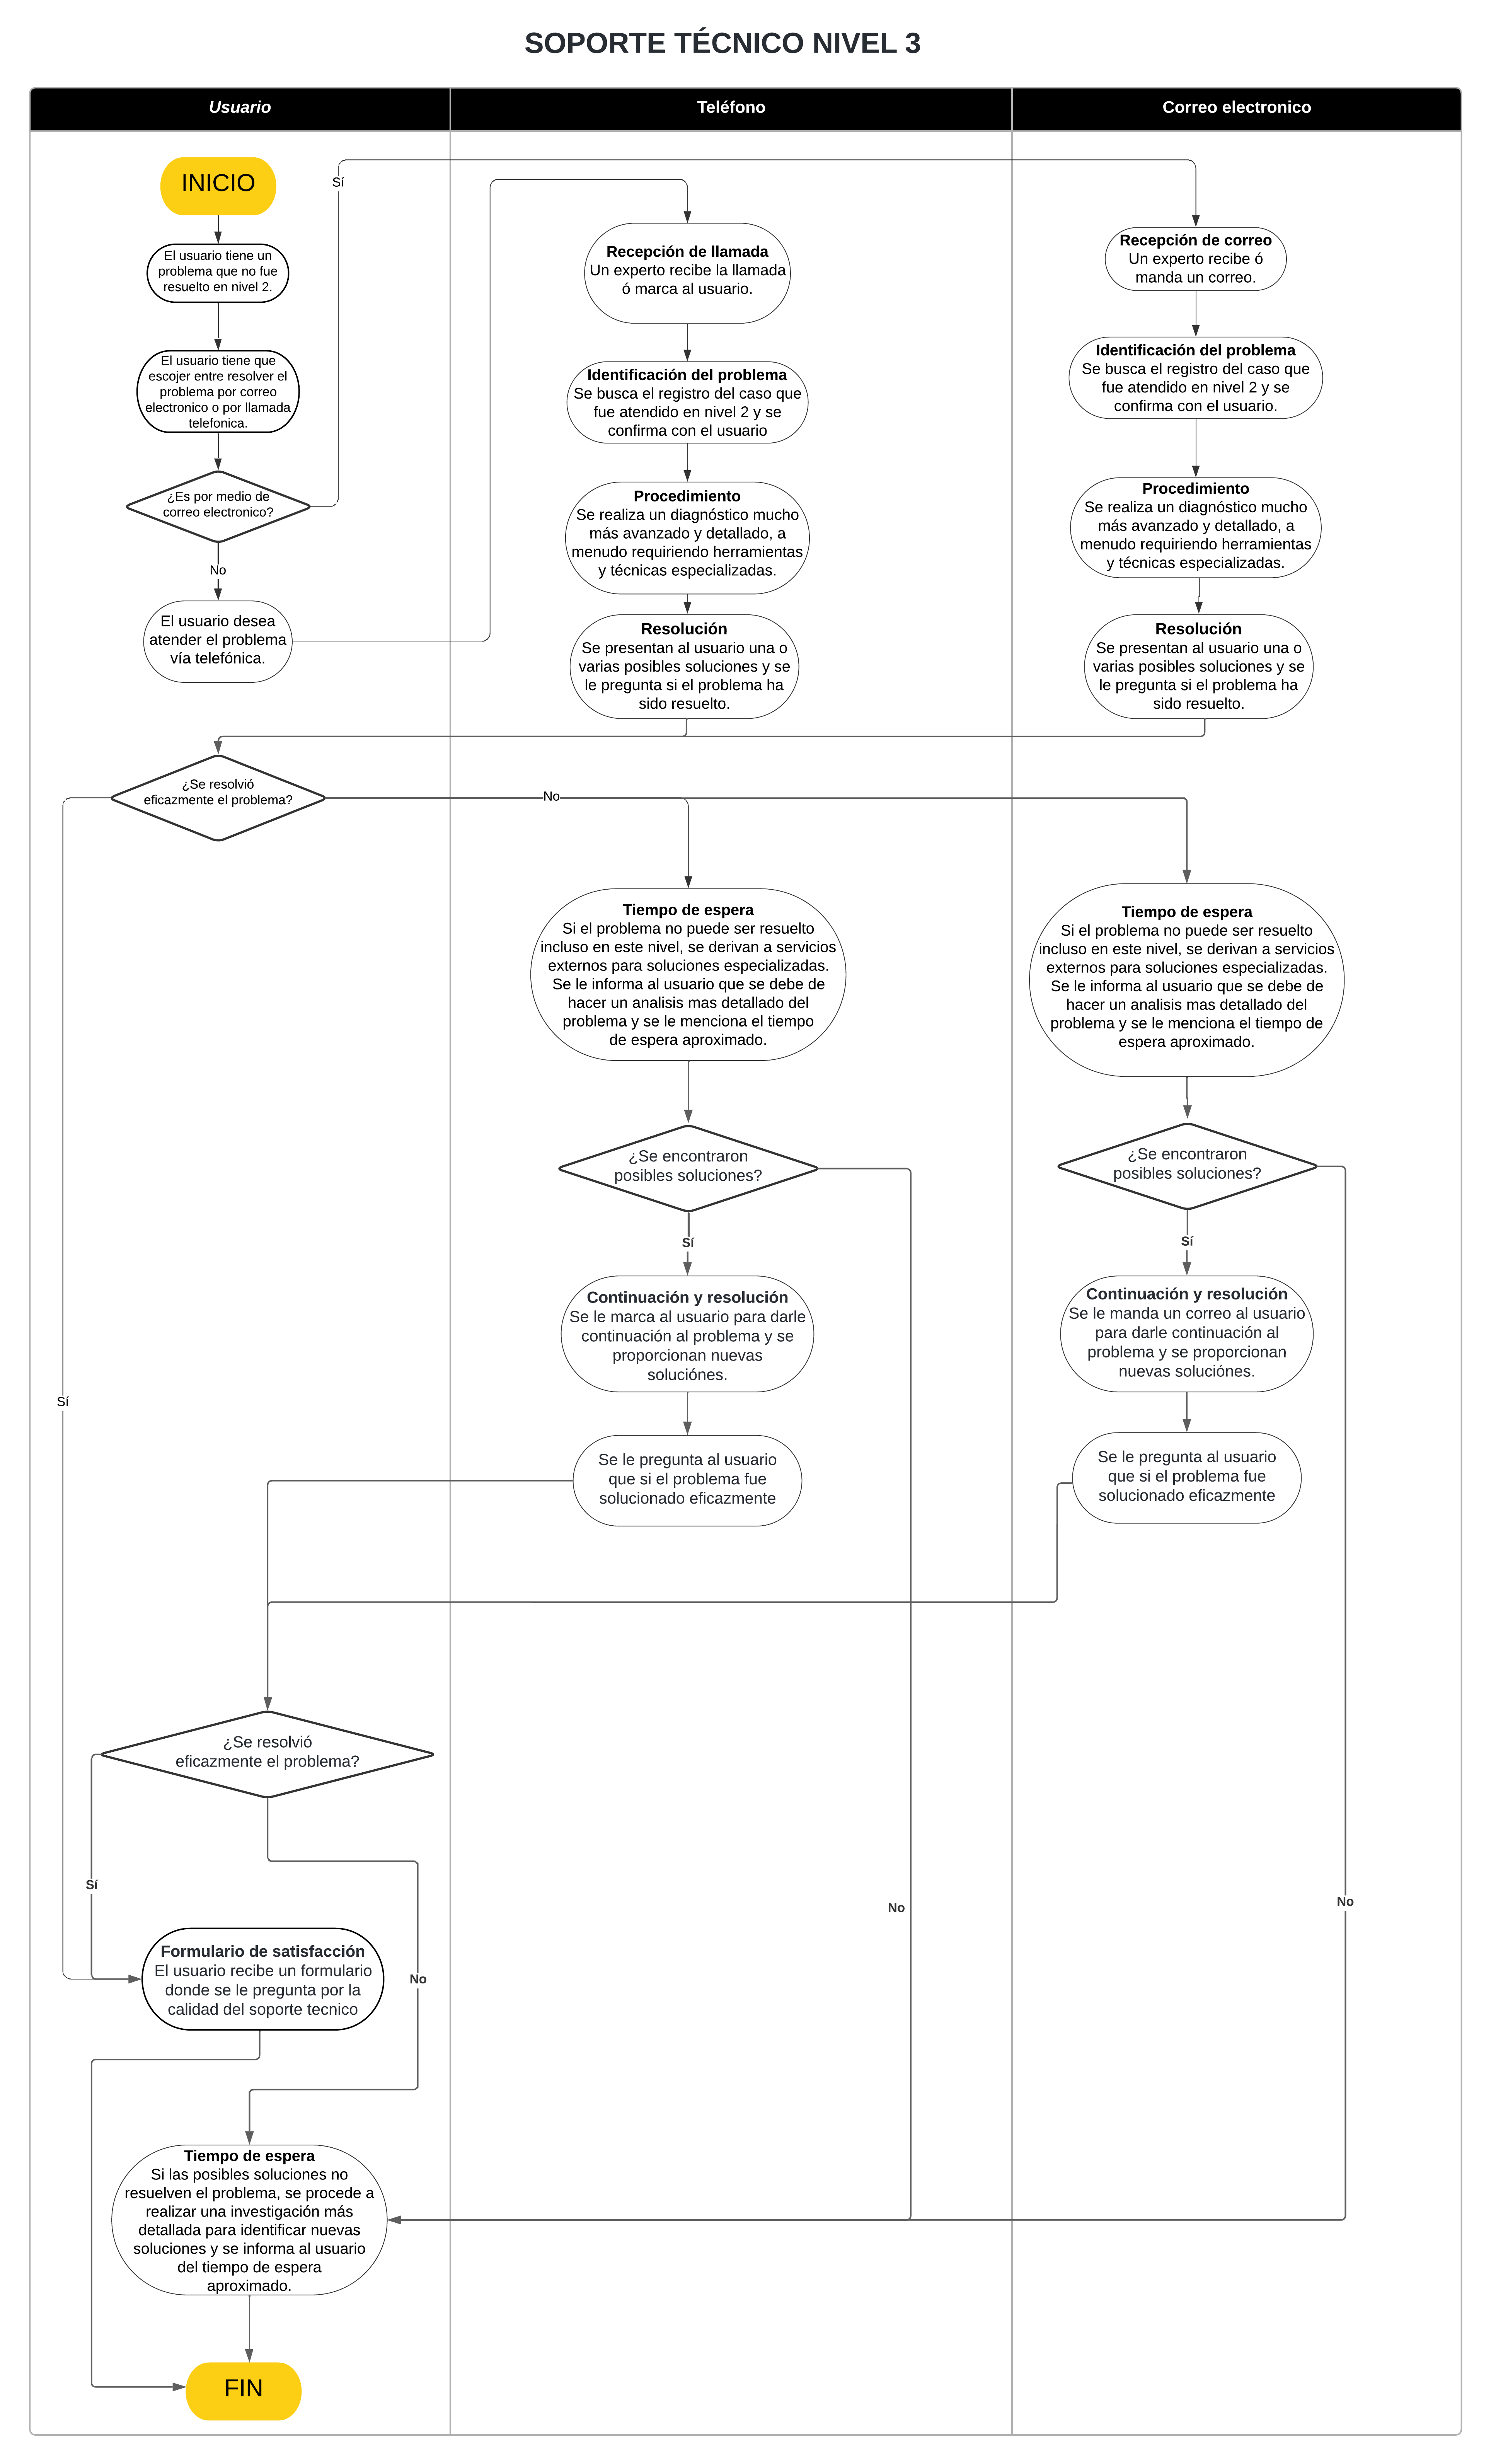 SOPORTE TÉCNICO NIVEL 3
Usuario
Teléfono
Correo electronico
INICIO
Sí
El usuario tiene un
problema que no fue
resuelto en nivel 2.
El usuario tiene que
escojer entre resolver el
problema por correo
electronico o por llamada
telefonica.
¿Es por medio de
correo electronico?
No
El usuario desea
atender el problema
vía telefónica.
Recepción de llamada
Un experto recibe la llamada
ó marca al usuario.
Identificación del problema
Se busca el registro del caso que
fue atendido en nivel 2 y se
confirma con el usuario
Procedimiento
Se realiza un diagnóstico mucho
más avanzado y detallado, a
menudo requiriendo herramientas
y técnicas especializadas.
Resolución
Se presentan al usuario una o
varias posibles soluciones y se
le pregunta si el problema ha
sido resuelto.
Recepción de correo
Un experto recibe ó
manda un correo.
Identificación del problema
Se busca el registro del caso que
fue atendido en nivel 2 y se
confirma con el usuario.
Procedimiento
Se realiza un diagnóstico mucho
más avanzado y detallado, a
menudo requiriendo herramientas
y técnicas especializadas.
Resolución
Se presentan al usuario una o
varias posibles soluciones y se
le pregunta si el problema ha
sido resuelto.
¿Se resolvió
eficazmente el problema?
No
Tiempo de espera
Si el problema no puede ser resuelto
incluso en este nivel, se derivan a servicios
externos para soluciones especializadas.
Se le informa al usuario que se debe de
hacer un analisis mas detallado del
problema y se le menciona el tiempo
de espera aproximado.
¿Se encontraron
posibles soluciones?
Sí
Continuación y resolución
Se le marca al usuario para darle
continuación al problema y se
proporcionan nuevas
soluciónes.
Se le pregunta al usuario
que si el problema fue
solucionado eficazmente
Tiempo de espera
Si el problema no puede ser resuelto
incluso en este nivel, se derivan a servicios
externos para soluciones especializadas.
Se le informa al usuario que se debe de
hacer un analisis mas detallado del
problema y se le menciona el tiempo de
espera aproximado.
¿Se encontraron
posibles soluciones?
Sí
Continuación y resolución
Se le manda un correo al usuario
para darle continuación al
problema y se proporcionan
nuevas soluciónes.
Se le pregunta al usuario
que si el problema fue
solucionado eficazmente
Sí
¿Se resolvió
eficazmente el problema?
Sí
No
No
No
Formulario de satisfacción
El usuario recibe un formulario
donde se le pregunta por la
calidad del soporte tecnico
Tiempo de espera
Si las posibles soluciones no
resuelven el problema, se procede a
realizar una investigación más
detallada para identificar nuevas
soluciones y se informa al usuario
del tiempo de espera
aproximado.
FIN